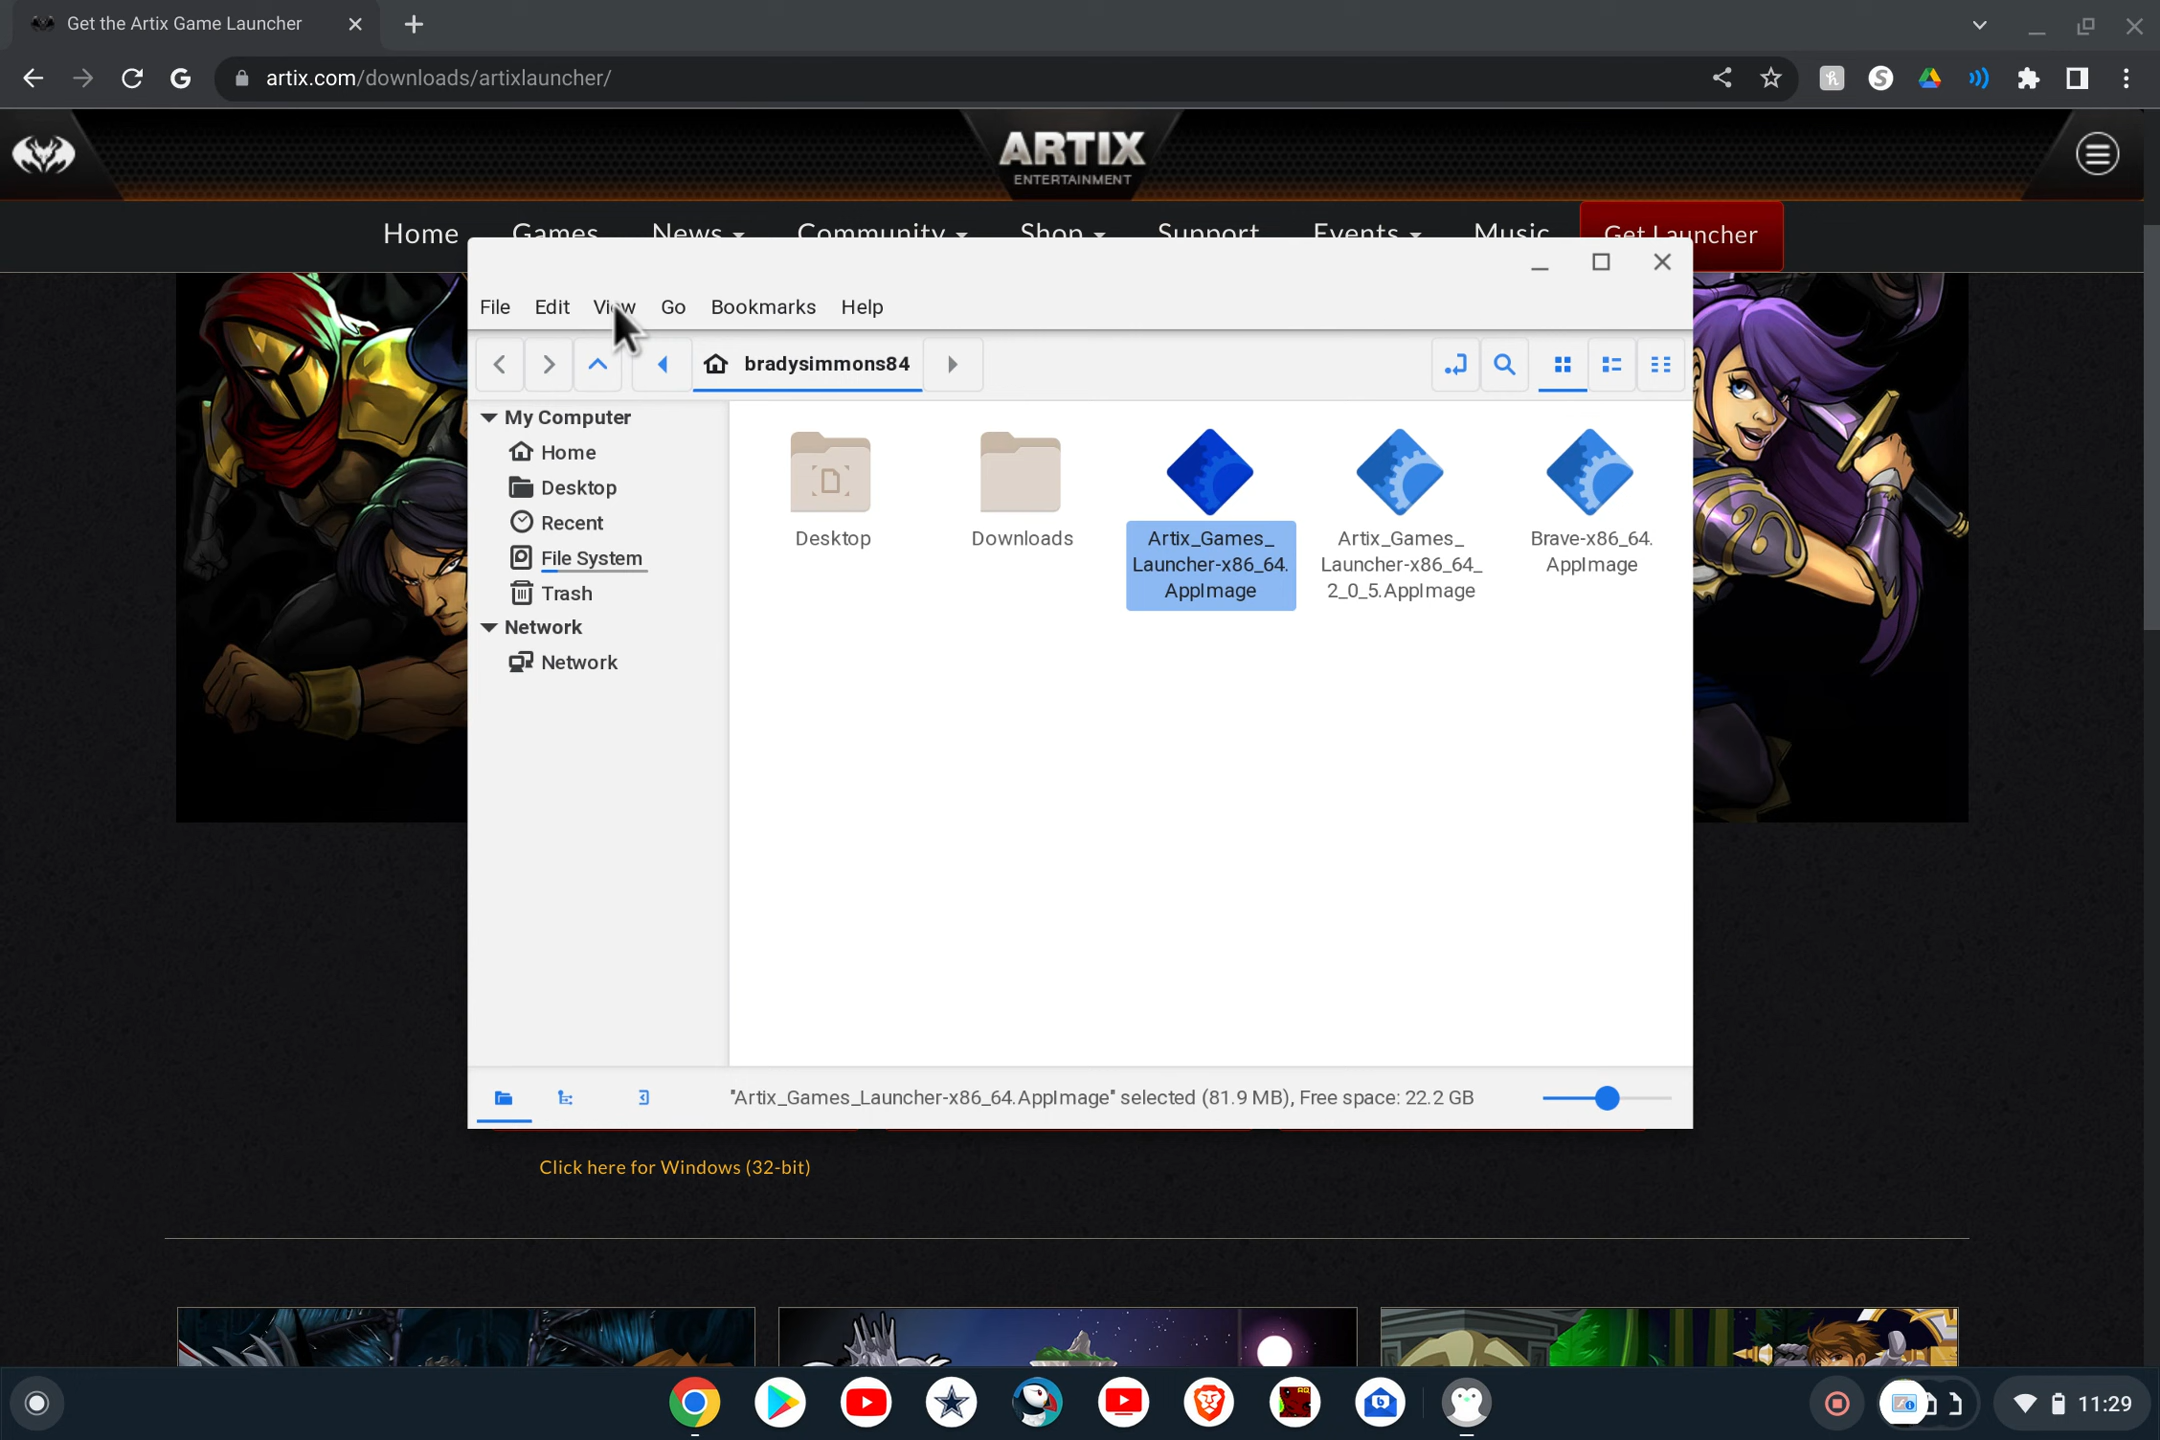 Get the Artix Game Launcher
artix.com/downloads/artixlauncher/
ARTIX
ENTERTAINMENT
Home Games News Community Shop Support Events Music Get Launcher
File Edit View Go Bookmarks Help
bradysimmons84
My Computer
Home
Desktop
Recent
File System
Trash
Network
Network
Desktop
Downloads
Artix_Games_
Launcher-x86_64.
AppImage
Artix_Games_
Launcher-x86_64_
2_0_5.AppImage
Brave-x86_64.
AppImage
"Artix_Games_Launcher-x86_64.AppImage" selected (81.9 MB), Free space: 22.2 GB
Click here for Windows (32-bit)
11:29